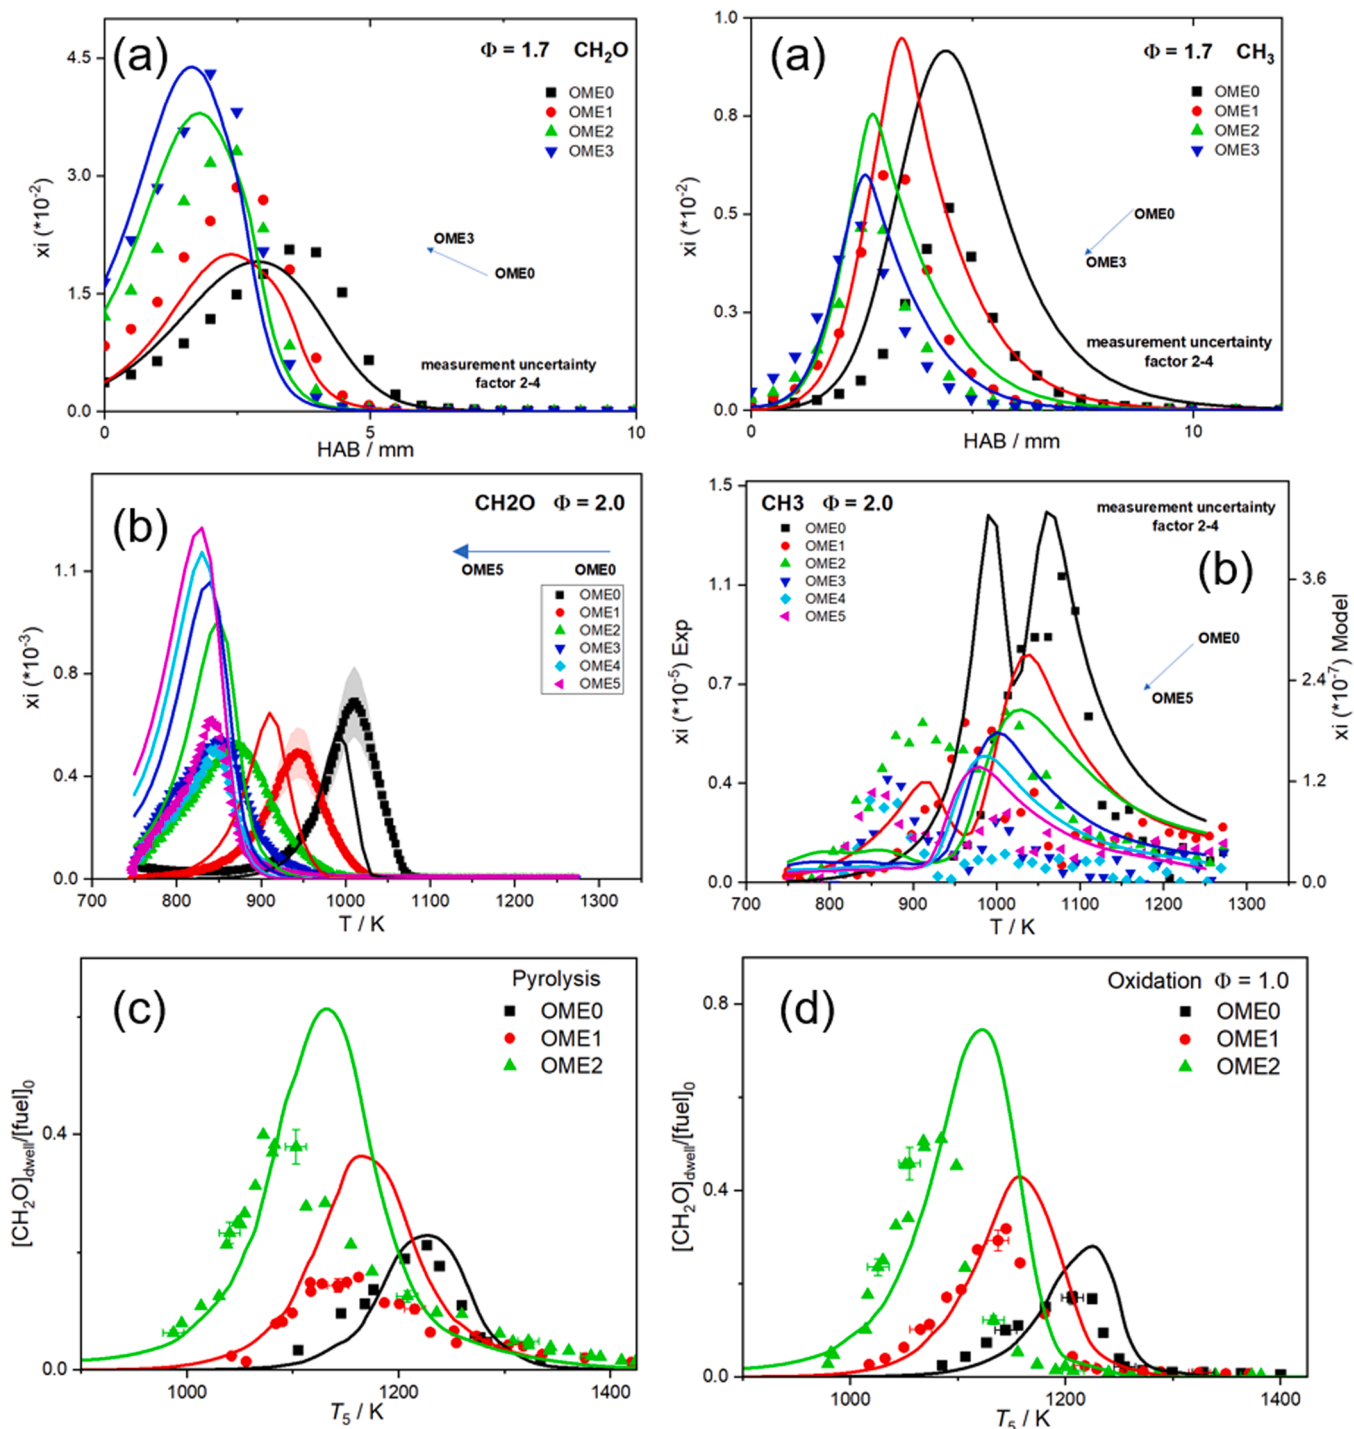 (a)
Φ = 1.7 CH₂O
OME0
OME1
OME2
OME3
OME3
OME0
measurement uncertainty
factor 2-4
4.5
3.0
1.5
0.0
xi (*10⁻²)
0 5 10
HAB / mm
(a)
Φ = 1.7 CH₃
OME0
OME1
OME2
OME3
OME0
OME3
measurement uncertainty
factor 2-4
1.0
0.8
0.5
0.3
0.0
xi (*10⁻²)
0 10
HAB / mm
(b)
CH2O Φ = 2.0
OME5 OME0
OME0
OME1
OME2
OME3
OME4
OME5
1.1
0.8
0.4
0.0
xi (*10⁻³)
700 800 900 1000 1100 1200 1300
T / K
CH3 Φ = 2.0
OME0
OME1
OME2
OME3
OME4
OME5
measurement uncertainty
factor 2-4
(b)
OME0
OME5
1.5
1.1
0.7
0.4
0.0
xi (*10⁻⁵) Exp
3.6
2.4
1.2
0.0
xi (*10⁻⁷) Model
700 800 900 1000 1100 1200 1300
T / K
(c)
Pyrolysis
OME0
OME1
OME2
0.4
0.0
[CH₂O]dwell/[fuel]₀
1000 1200 1400
T₅ / K
(d)
Oxidation Φ = 1.0
OME0
OME1
OME2
0.8
0.4
0.0
[CH₂O]dwell/[fuel]₀
1000 1200 1400
T₅ / K